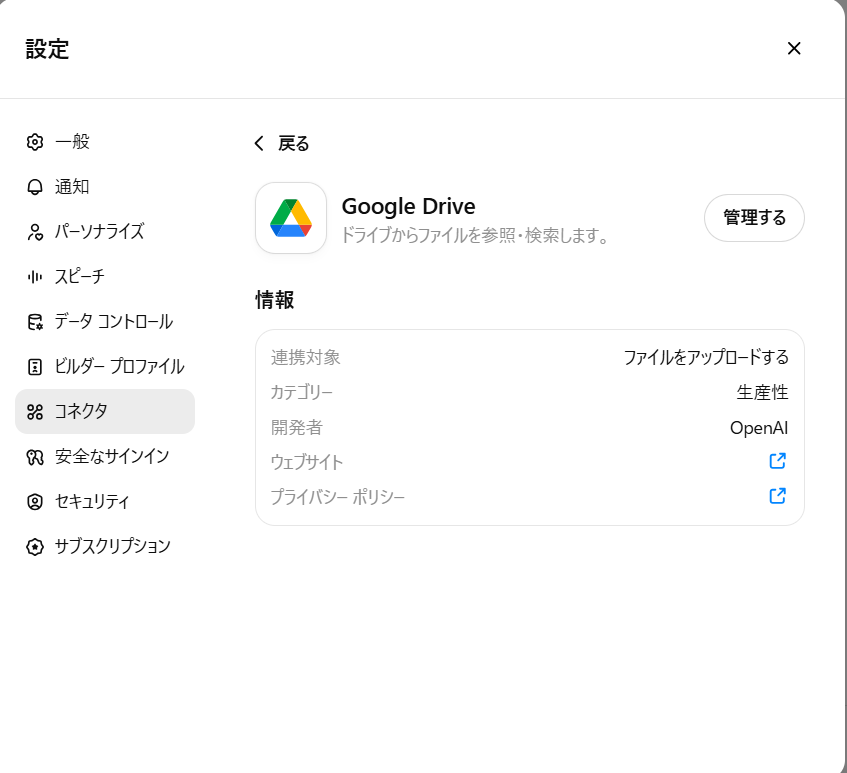 設定
一般
通知
パーソナライズ
スピーチ
データ コントロール
ビルダー プロファイル
コネクタ
安全なサインイン
セキュリティ
サブスクリプション
戻る
Google Drive
ドライブからファイルを参照・検索します。
管理する
情報
連携対象 ファイルをアップロードする
カテゴリー 生産性
開発者 OpenAI
ウェブサイト
プライバシー ポリシー